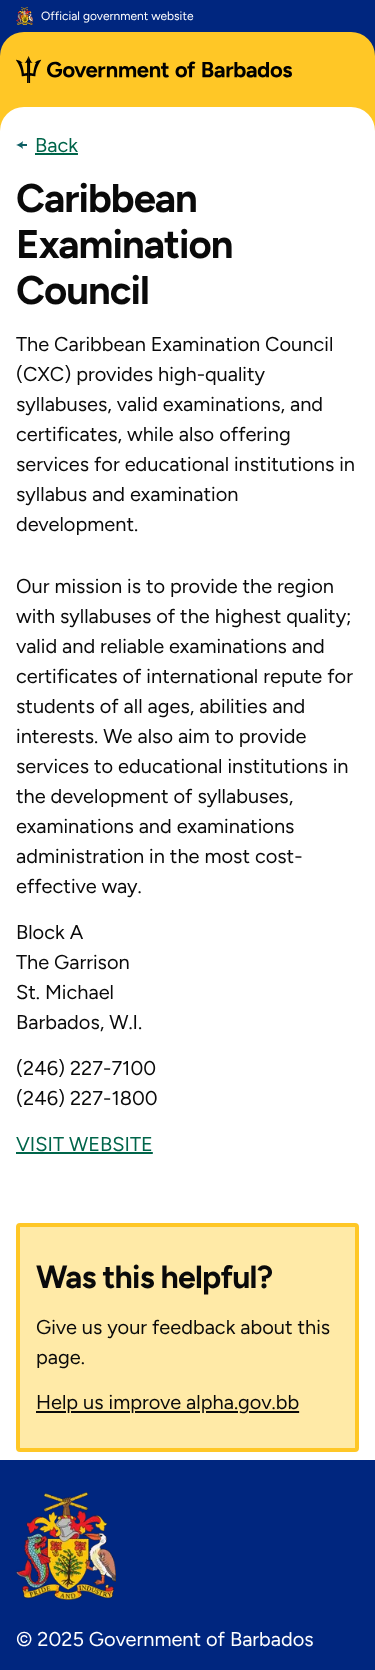 Official government website
Government of Barbados
Back
Caribbean
Examination
Council
The Caribbean Examination Council
(CXC) provides high-quality
syllabuses, valid examinations, and
certificates, while also offering
services for educational institutions in
syllabus and examination
development.
Our mission is to provide the region
with syllabuses of the highest quality;
valid and reliable examinations and
certificates of international repute for
students of all ages, abilities and
interests. We also aim to provide
services to educational institutions in
the development of syllabuses,
examinations and examinations
administration in the most cost-
effective way.
Block A
The Garrison
St. Michael
Barbados, W.I.
(246) 227-7100
(246) 227-1800
VISIT WEBSITE
Was this helpful?
Give us your feedback about this
page.
Help us improve alpha.gov.bb
PRIDE AND INDUSTRY
© 2025 Government of Barbados